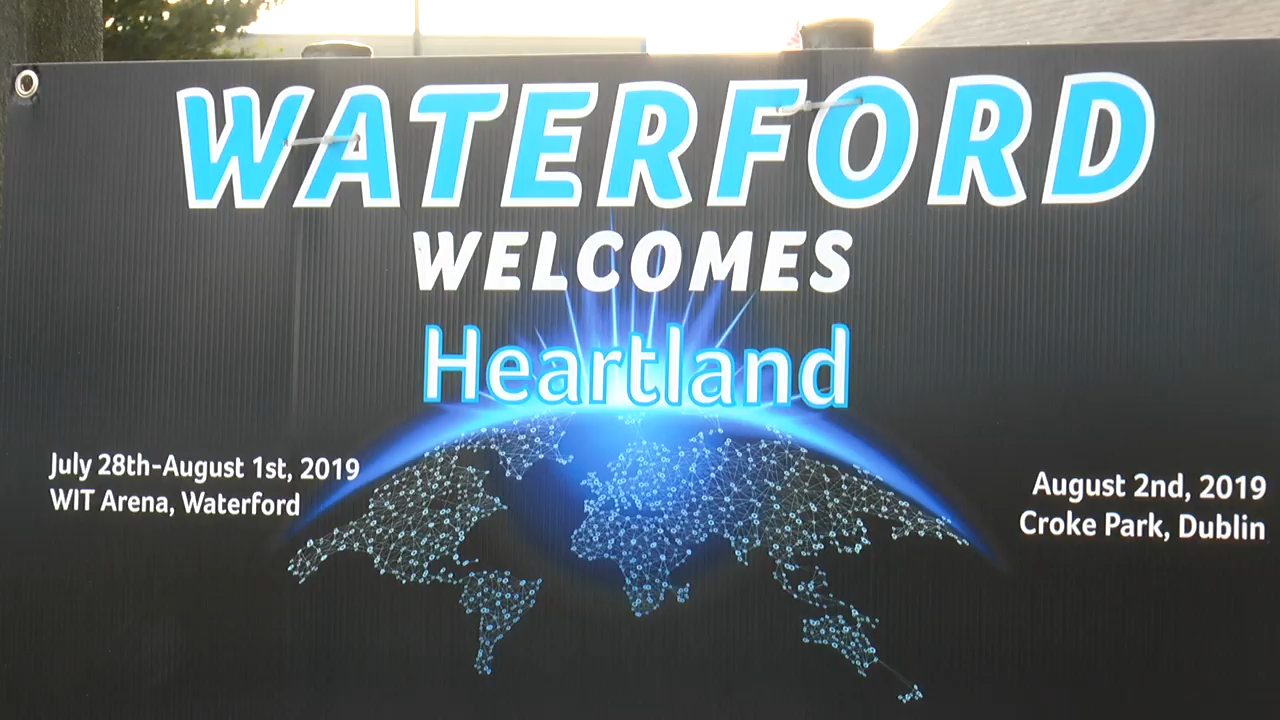 WATERFORD
WELCOMES
Heartland
July 28th-August 1st, 2019
WIT Arena, Waterford
August 2nd, 2019
Croke Park, Dublin